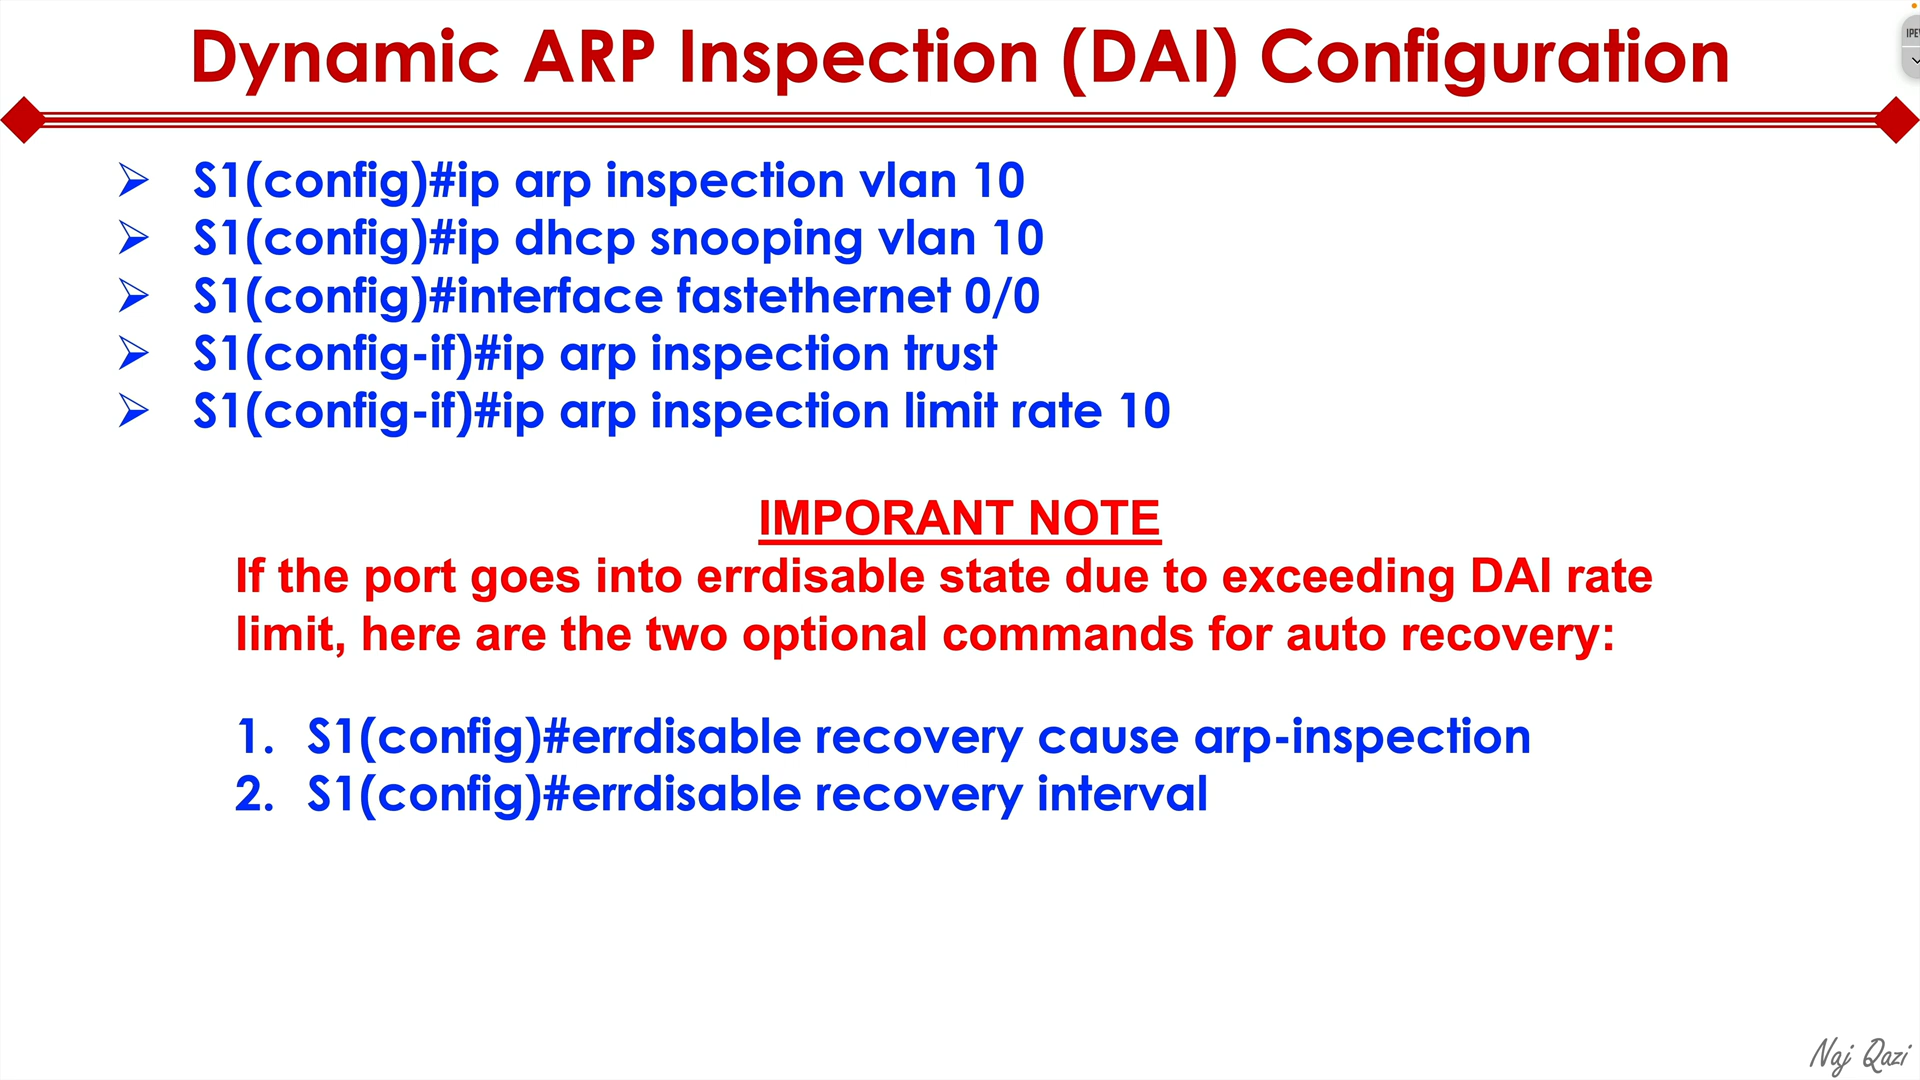 Dynamic ARP Inspection (DAI) Configuration
S1(config)#ip arp inspection vlan 10
S1(config)#ip dhcp snooping vlan 10
S1(config)#interface fastethernet 0/0
S1(config-if)#ip arp inspection trust
S1(config-if)#ip arp inspection limit rate 10
IMPORANT NOTE
If the port goes into errdisable state due to exceeding DAI rate
limit, here are the two optional commands for auto recovery:
1. S1(config)#errdisable recovery cause arp-inspection
2. S1(config)#errdisable recovery interval
Naj Qazi